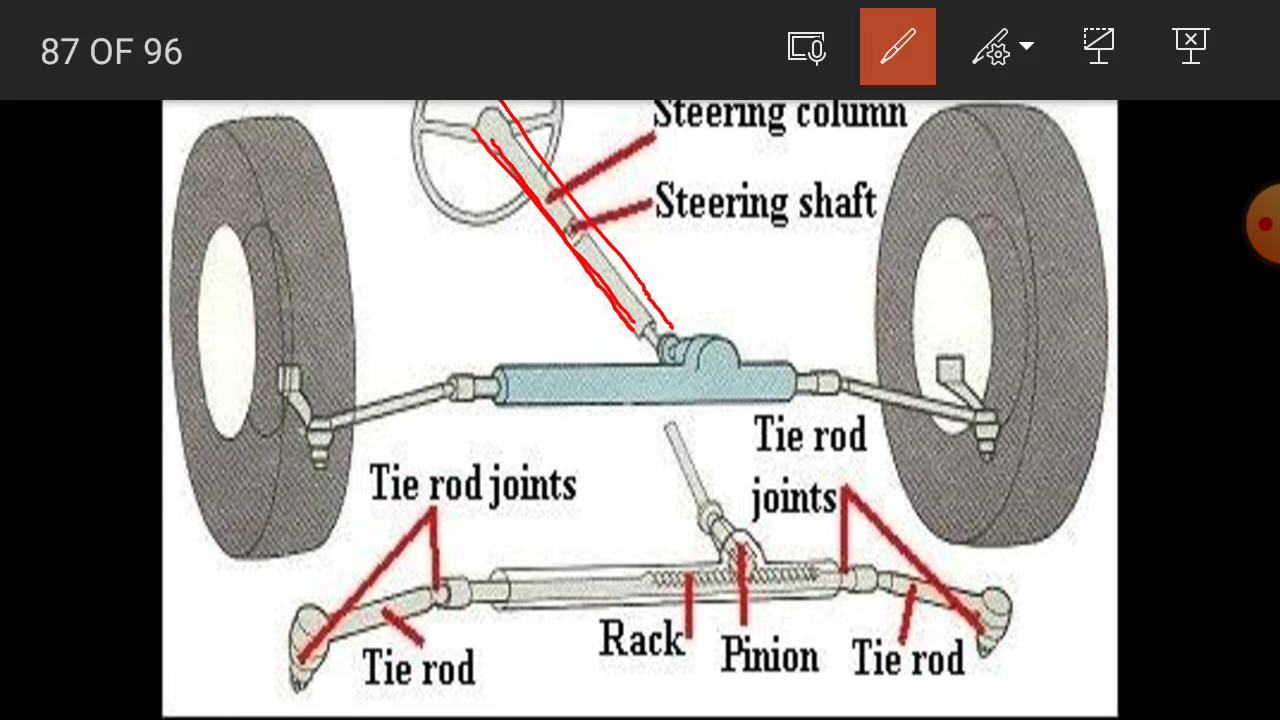 87 OF 96
Steering column
Steering shaft
Tie rod
joints
Tie rod joints
Rack
Pinion
Tie rod
Tie rod